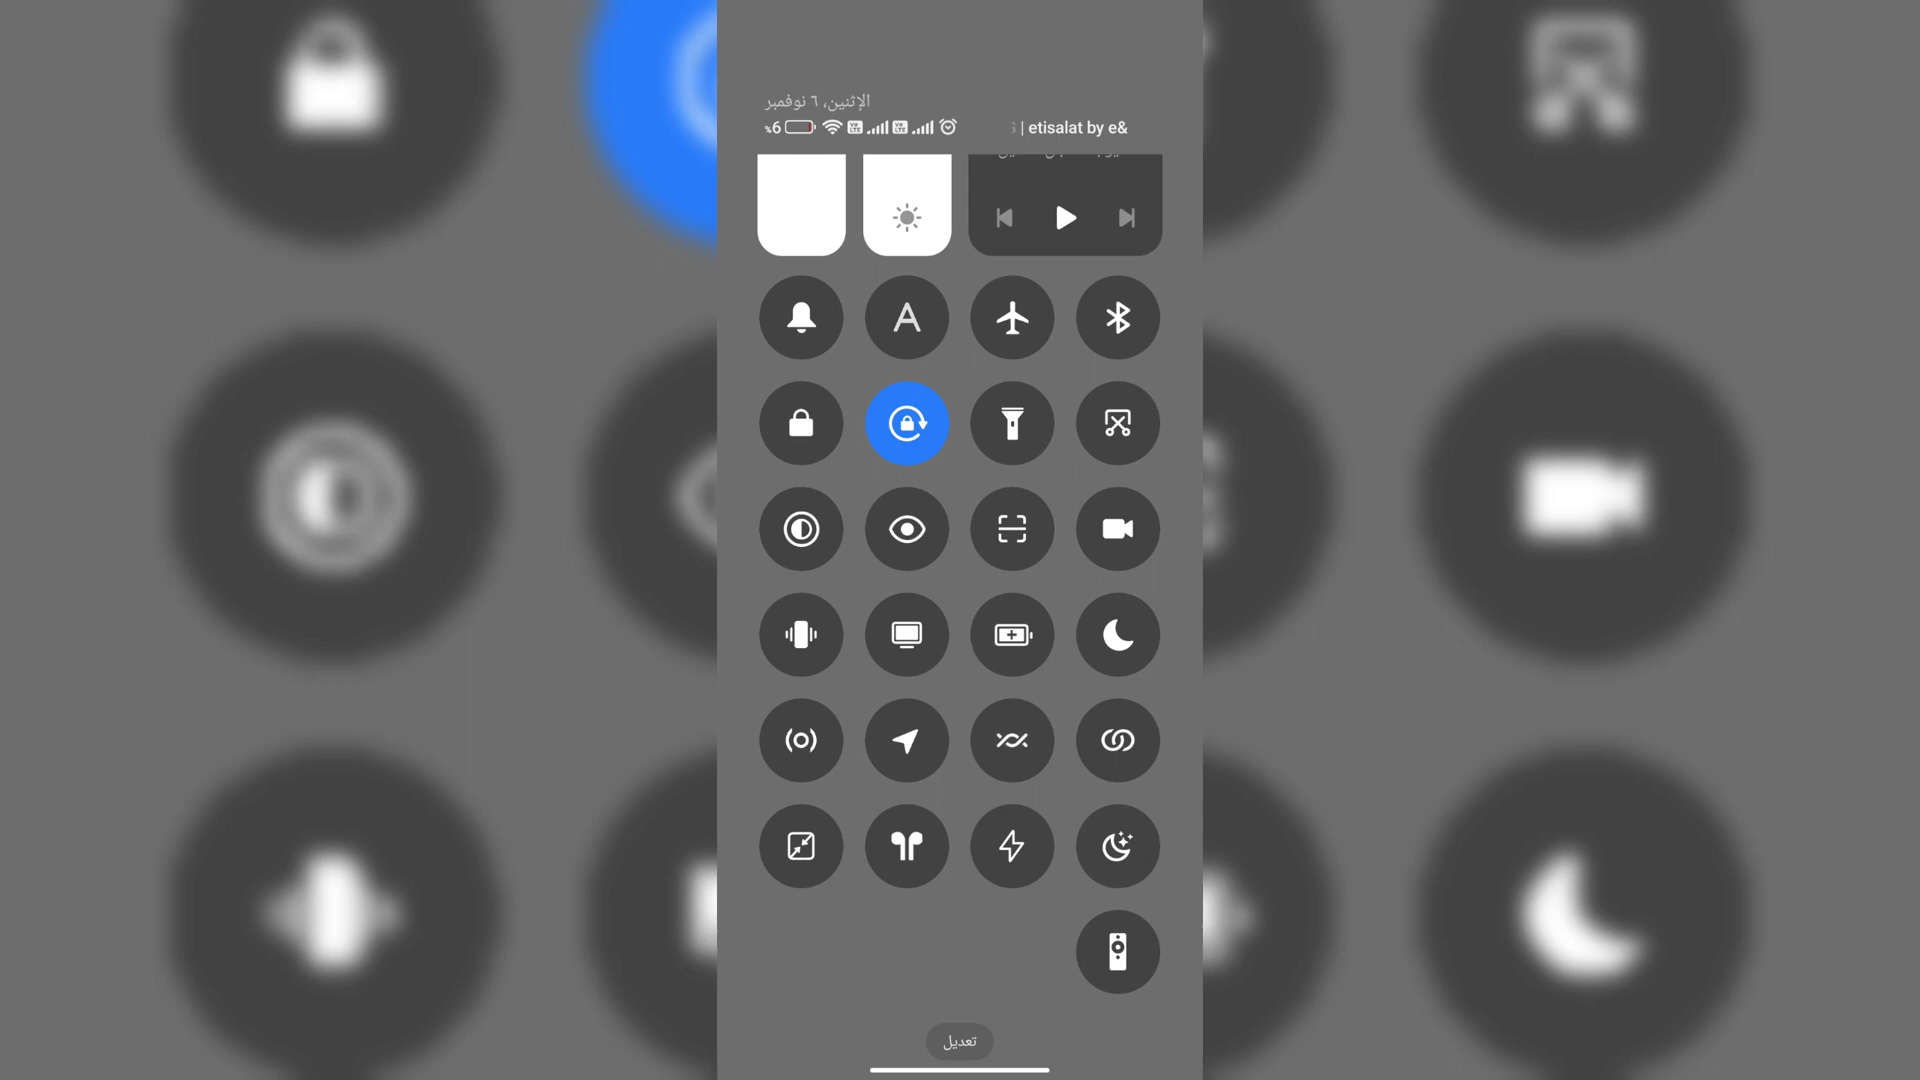 الإثنين، ٦ نوفمبر
| etisalat by e&
%6
تعديل